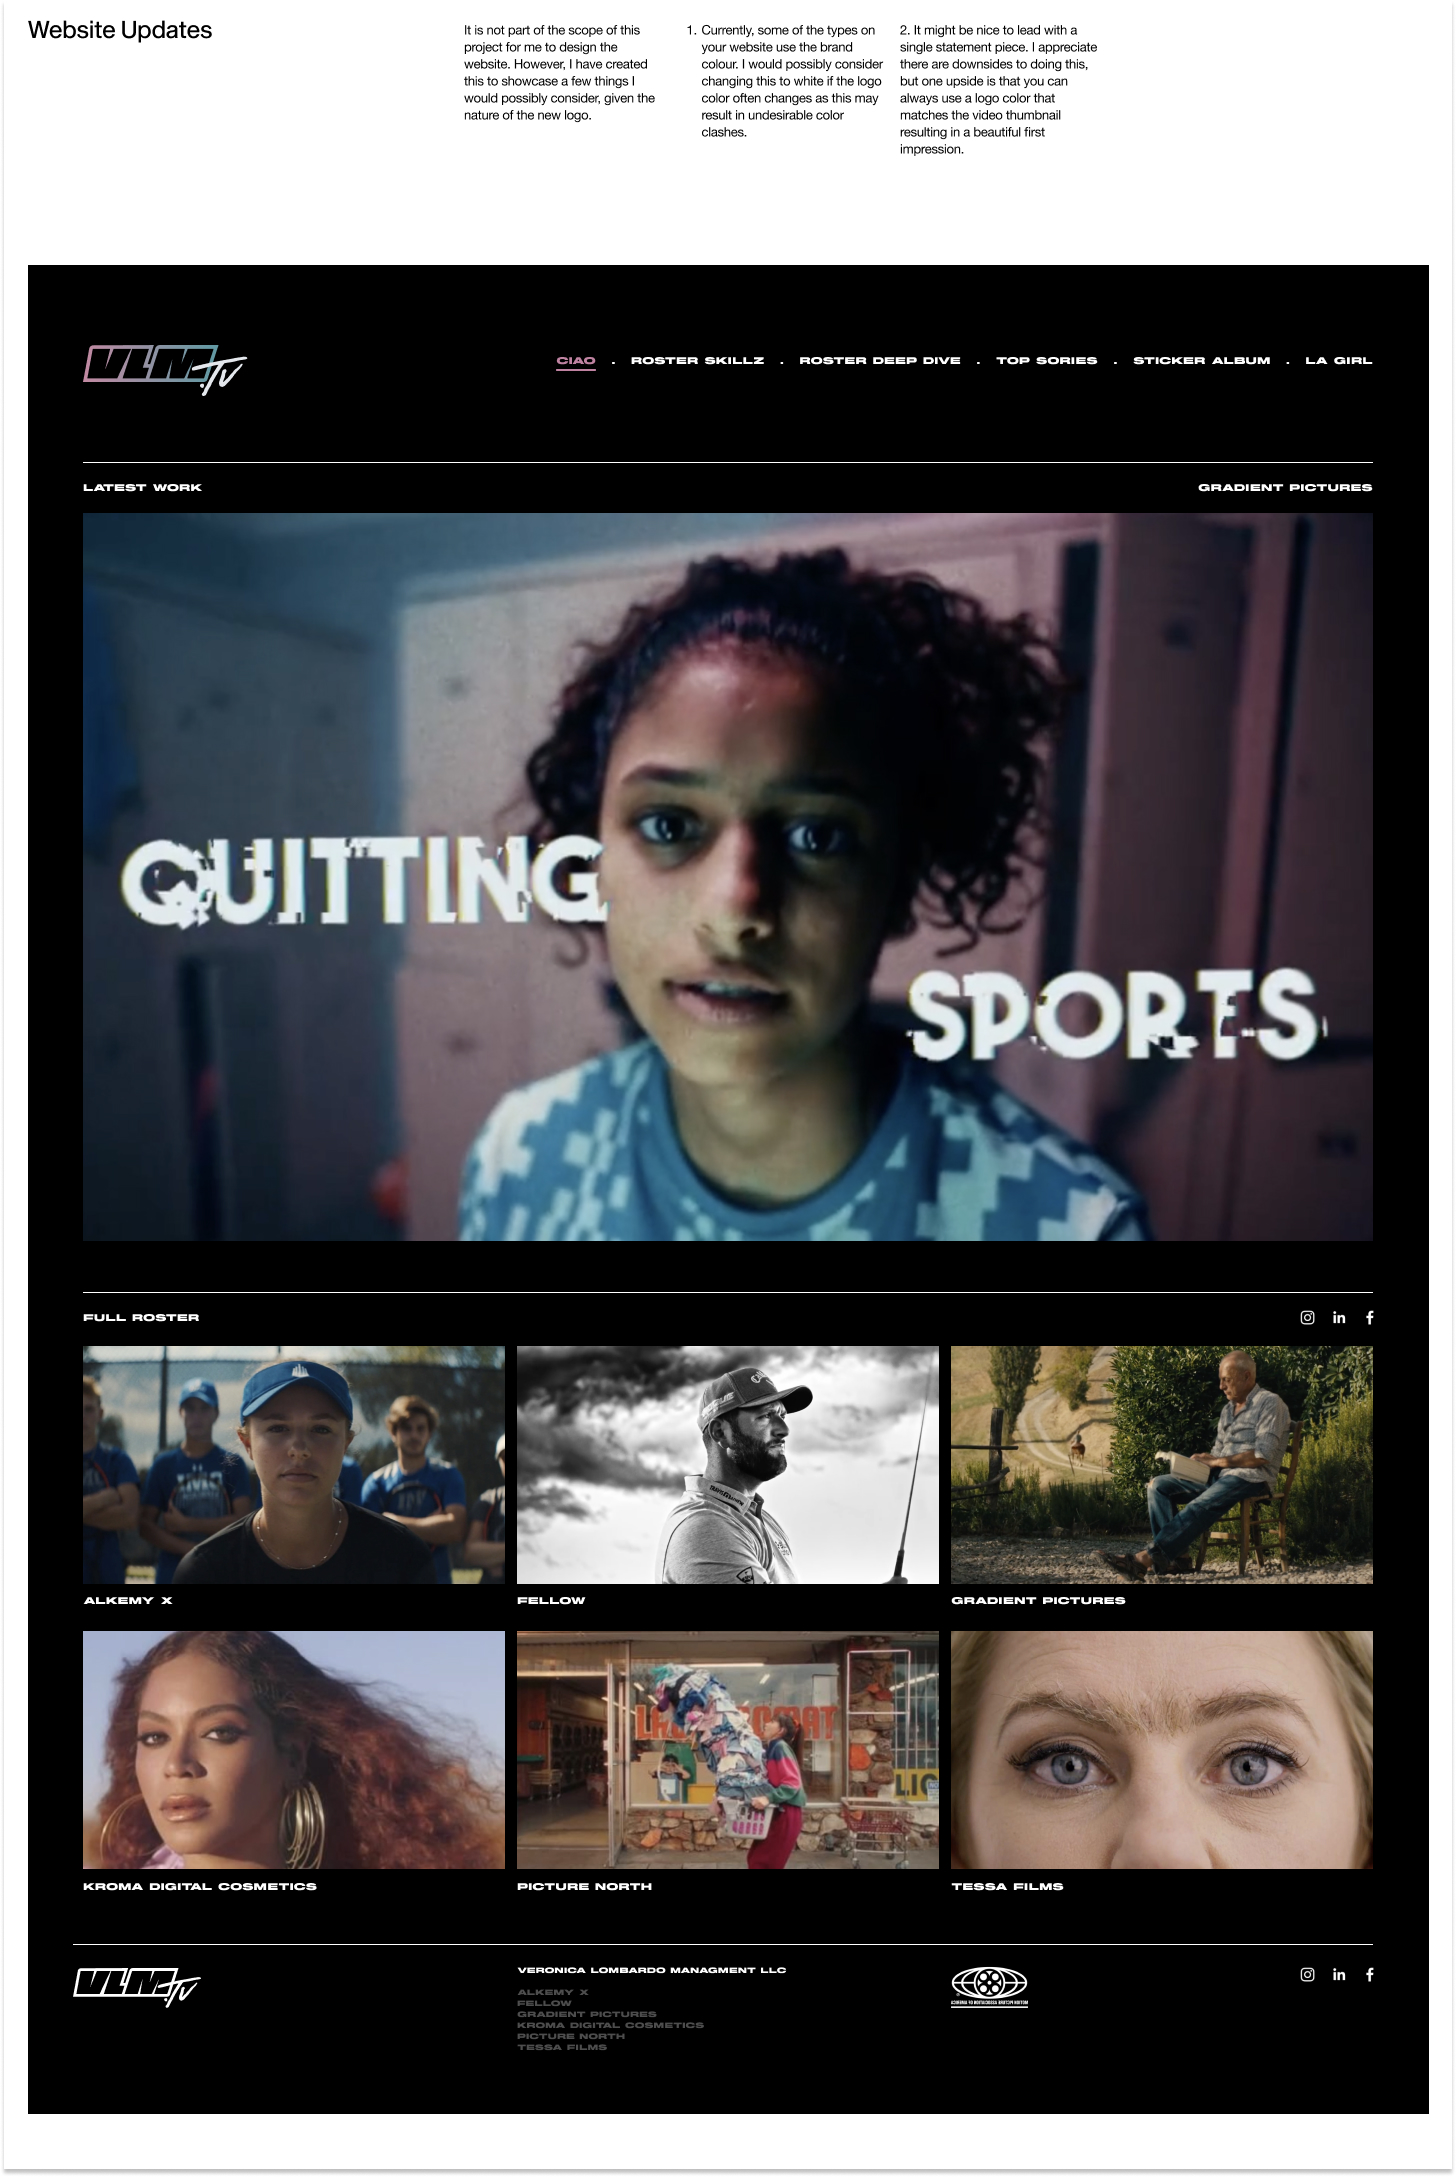 Website Updates
It is not part of the scope of this
project for me to design the
website. However, I have created
this to showcase a few things I
would possibly consider, given the
nature of the new logo.
1. Currently, some of the types on
your website use the brand
colour. I would possibly consider
changing this to white if the logo
color often changes as this may
result in undesirable color
clashes.
2. It might be nice to lead with a
single statement piece. I appreciate
there are downsides to doing this,
but one upside is that you can
always use a logo color that
matches the video thumbnail
resulting in a beautiful first
impression.
VLM.TV
CIAO . ROSTER SKILLZ . ROSTER DEEP DIVE . TOP SORIES . STICKER ALBUM . LA GIRL
LATEST WORK
GRADIENT PICTURES
QUITTING
SPORTS
FULL ROSTER
in f
ALKEMY X
FELLOW
GRADIENT PICTURES
LIC
KROMA DIGITAL COSMETICS
PICTURE NORTH
TESSA FILMS
VLM.TV
VERONICA LOMBARDO MANAGMENT LLC
ALKEMY X
FELLOW
GRADIENT PICTURES
KROMA DIGITAL COSMETICS
PICTURE NORTH
TESSA FILMS
MOTION PICTURE ASSOCIATION OF AMERICA
in f